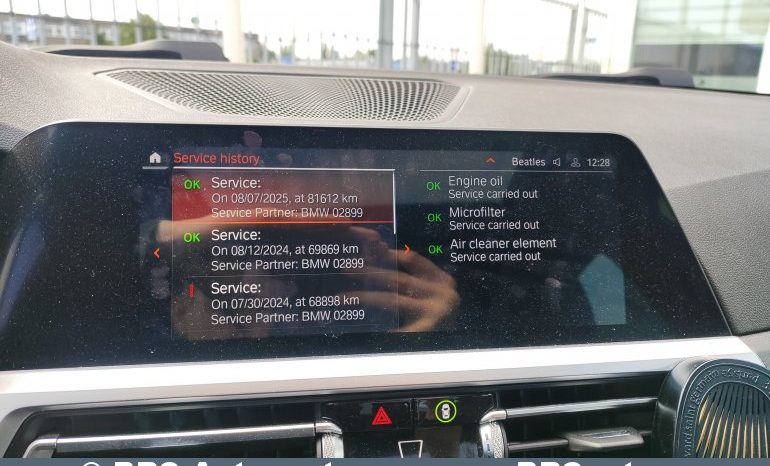 Service history
Beatles 12:28
OK Service:
On 08/07/2025, at 81612 km
Service Partner: BMW 02899
OK Service:
On 08/12/2024, at 69869 km
Service Partner: BMW 02899
! Service:
On 07/30/2024, at 68898 km
Service Partner: BMW 02899
OK Engine oil
Service carried out
OK Microfilter
Service carried out
OK Air cleaner element
Service carried out